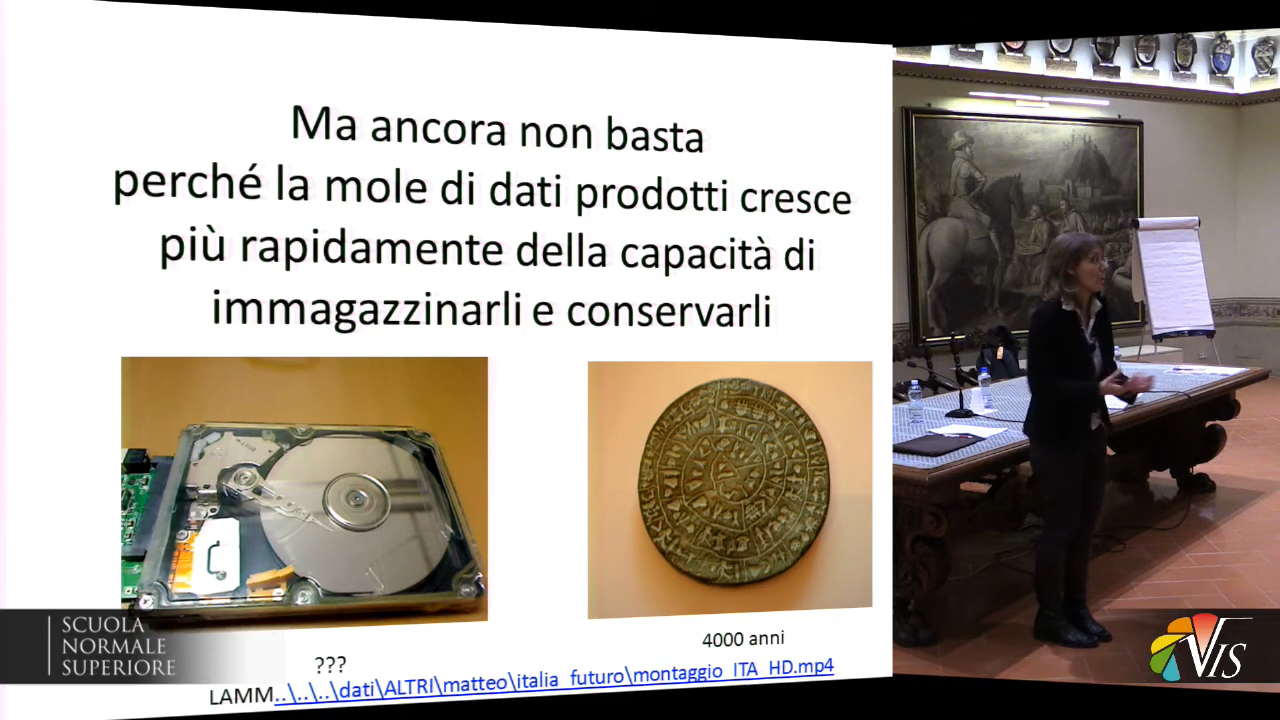 Ma ancora non basta
perché la mole di dati prodotti cresce
più rapidamente della capacità di
immagazzinarli e conservarli
4000 anni
???
LAMM..\..\..\dati\ALTRI\matteo\italia_futuro\montaggio_ITA_HD.mp4
SCUOLA
NORMALE
SUPERIORE
VIS